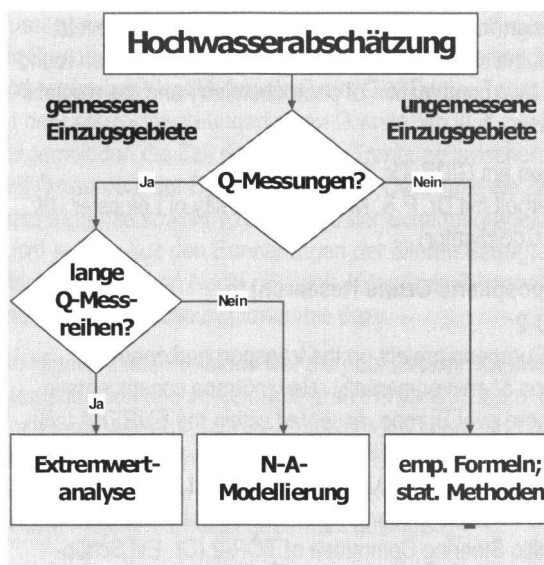 Hochwasserabschätzung
gemessene
Einzugsgebiete
ungemessene
Einzugsgebiete
Q-Messungen?
Ja
Nein
lange
Q-Mess-
reihen?
Nein
Ja
Extremwert-
analyse
N-A-
Modellierung
emp. Formeln;
stat. Methoden